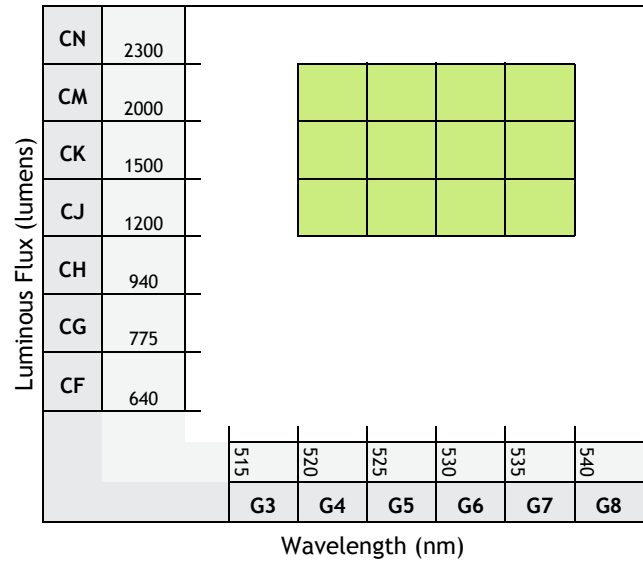 Luminous Flux (lumens)
CN 2300
CM 2000
CK 1500
CJ 1200
CH 940
CG 775
CF 640
515 520 525 530 535 540
G3 G4 G5 G6 G7 G8
Wavelength (nm)